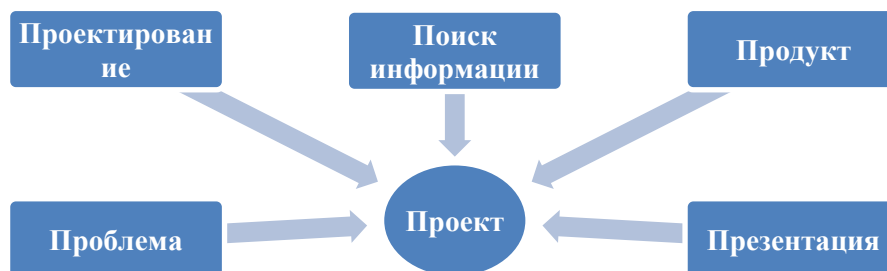 Проектирован
ие
Поиск
информации
Продукт
Проблема
Проект
Презентация